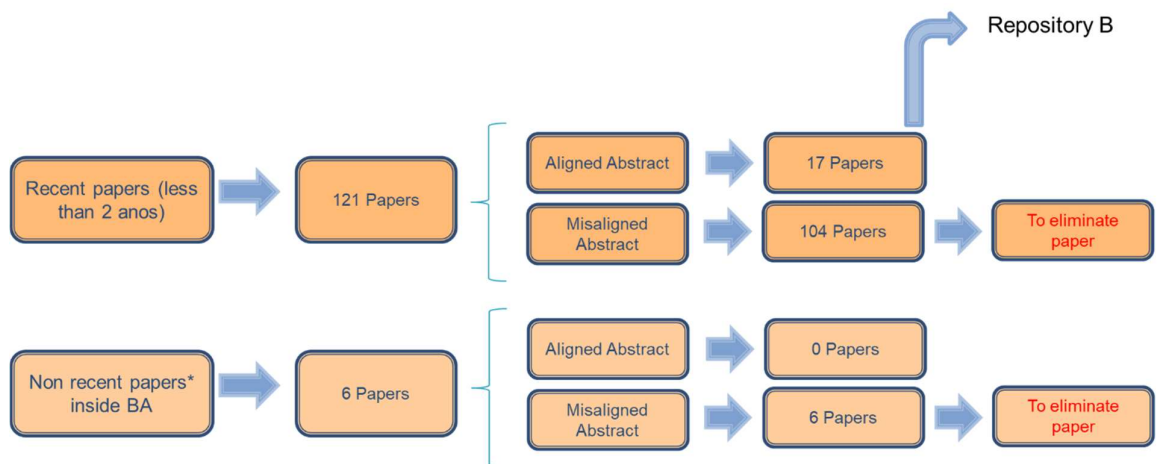 Repository B
Recent papers (less
than 2 anos)
121 Papers
Aligned Abstract
17 Papers
Misaligned
Abstract
104 Papers
To eliminate
paper
Non recent papers*
inside BA
6 Papers
Aligned Abstract
0 Papers
Misaligned
Abstract
6 Papers
To eliminate
paper